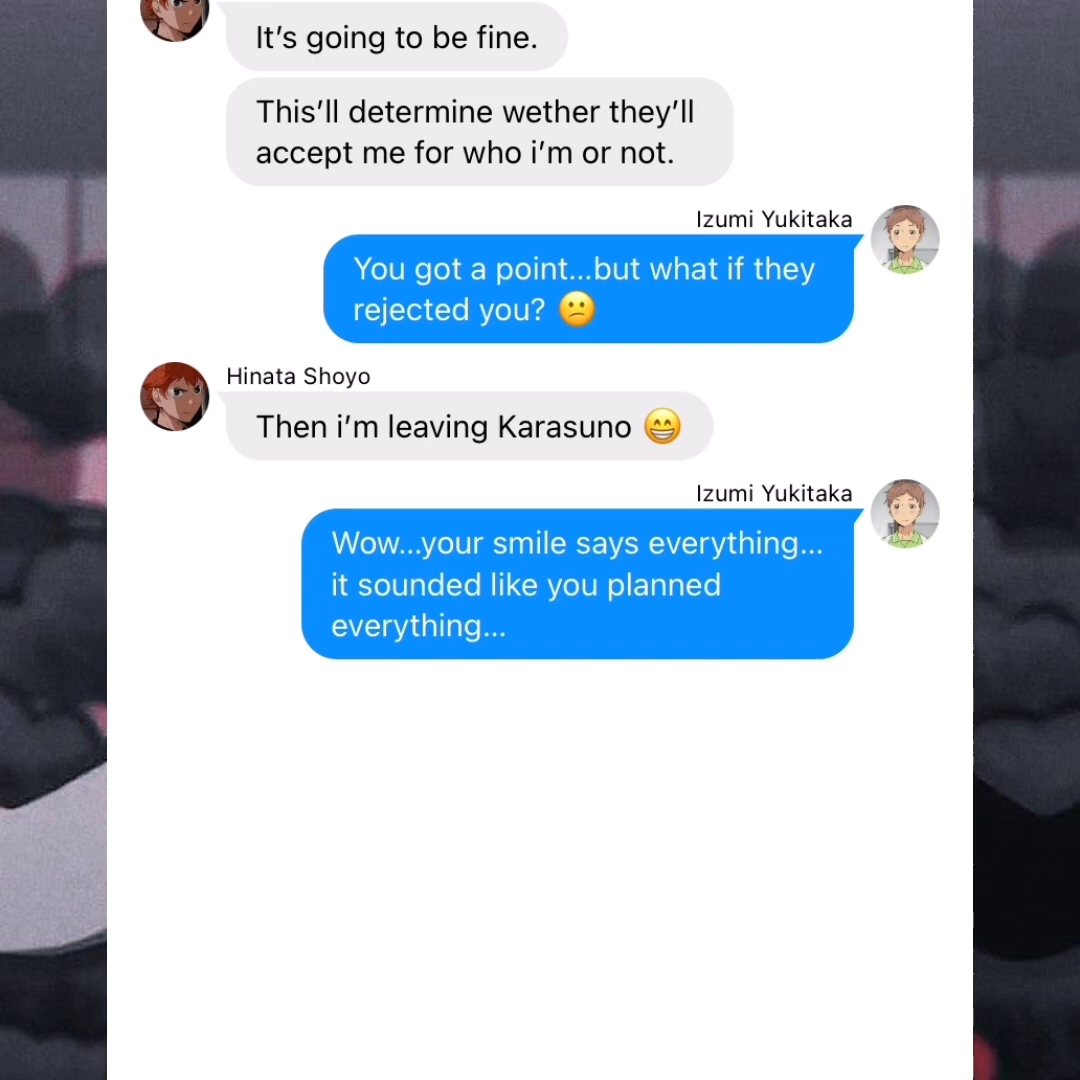 It’s going to be fine.
This’ll determine wether they’ll
accept me for who i’m or not.
Izumi Yukitaka
You got a point...but what if they
rejected you? 😕
Hinata Shoyo
Then i’m leaving Karasuno 😁
Izumi Yukitaka
Wow...your smile says everything...
it sounded like you planned
everything...